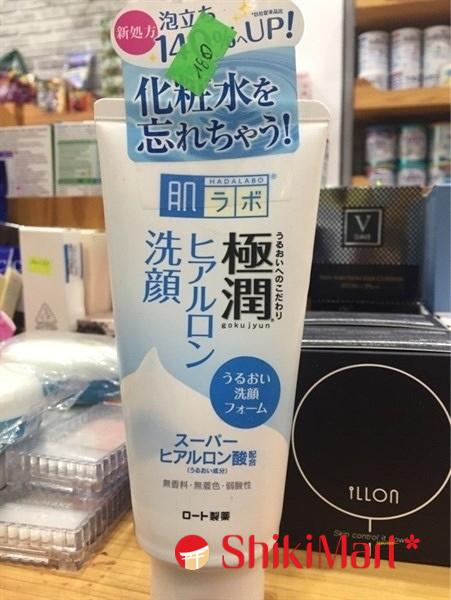 新処方
泡立ち
UP!
化粧水を
忘れちゃう!
HADALABO
肌ラボ®
うるおいへのこだわり
極潤®
gokujyun
ヒアルロン
洗顔
うるおい
洗顔
フォーム
スーパー
ヒアルロン酸配合
(うるおい成分)
無香料・無着色・弱酸性
ロート製薬
V
iLLON
Skin control it
ShikiMart*